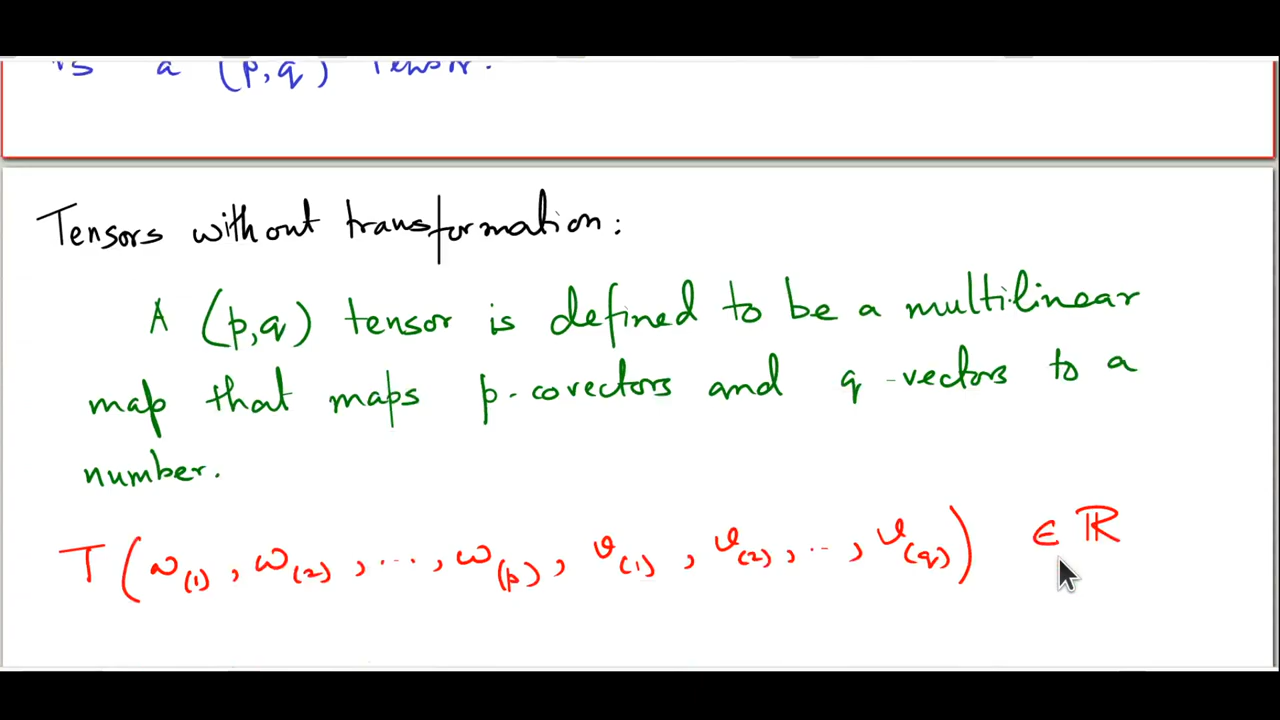 is a (p,q) tensor.
Tensors without transformation:
A (p,q) tensor is defined to be a multilinear
map that maps p-covectors and q-vectors to a
number.
T(ω₍₁₎, ω₍₂₎, ..., ω₍ₚ₎, v₍₁₎, v₍₂₎, .., v₍q₎) ∈ ℝ